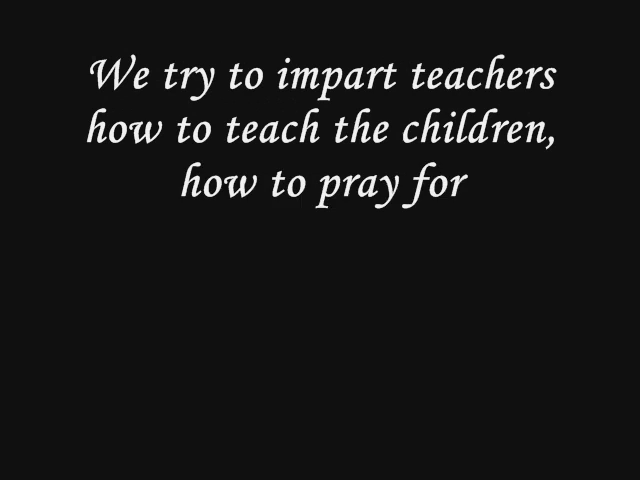 We try to impart teachers
how to teach the children,
how to pray for